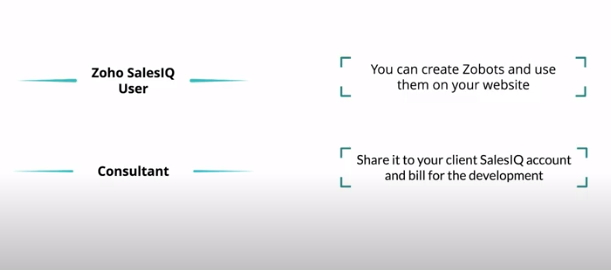 Zoho SalesIQ
User
You can create Zobots and use
them on your website
Consultant
Share it to your client SalesIQ account
and bill for the development